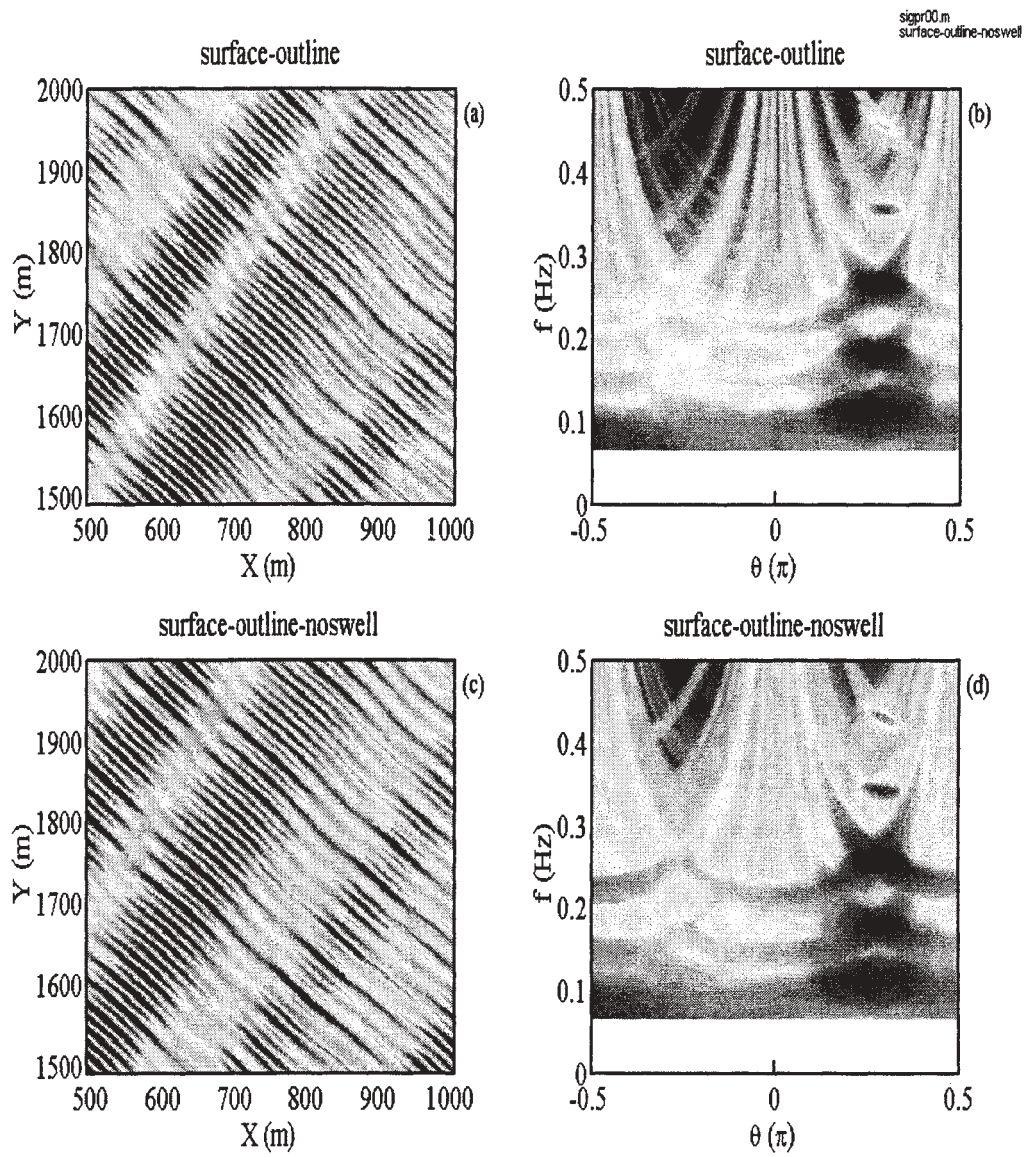 sigpr00.m
surface-outline-noswell
surface-outline
(a)
2000
1900
1800
1700
1600
1500
Y (m)
500 600 700 800 900 1000
X (m)
surface-outline
(b)
0.5
0.4
0.3
0.2
0.1
0
f (Hz)
-0.5 0 0.5
θ (π)
surface-outline-noswell
(c)
2000
1900
1800
1700
1600
1500
Y (m)
500 600 700 800 900 1000
X (m)
surface-outline-noswell
(d)
0.5
0.4
0.3
0.2
0.1
0
f (Hz)
-0.5 0 0.5
θ (π)